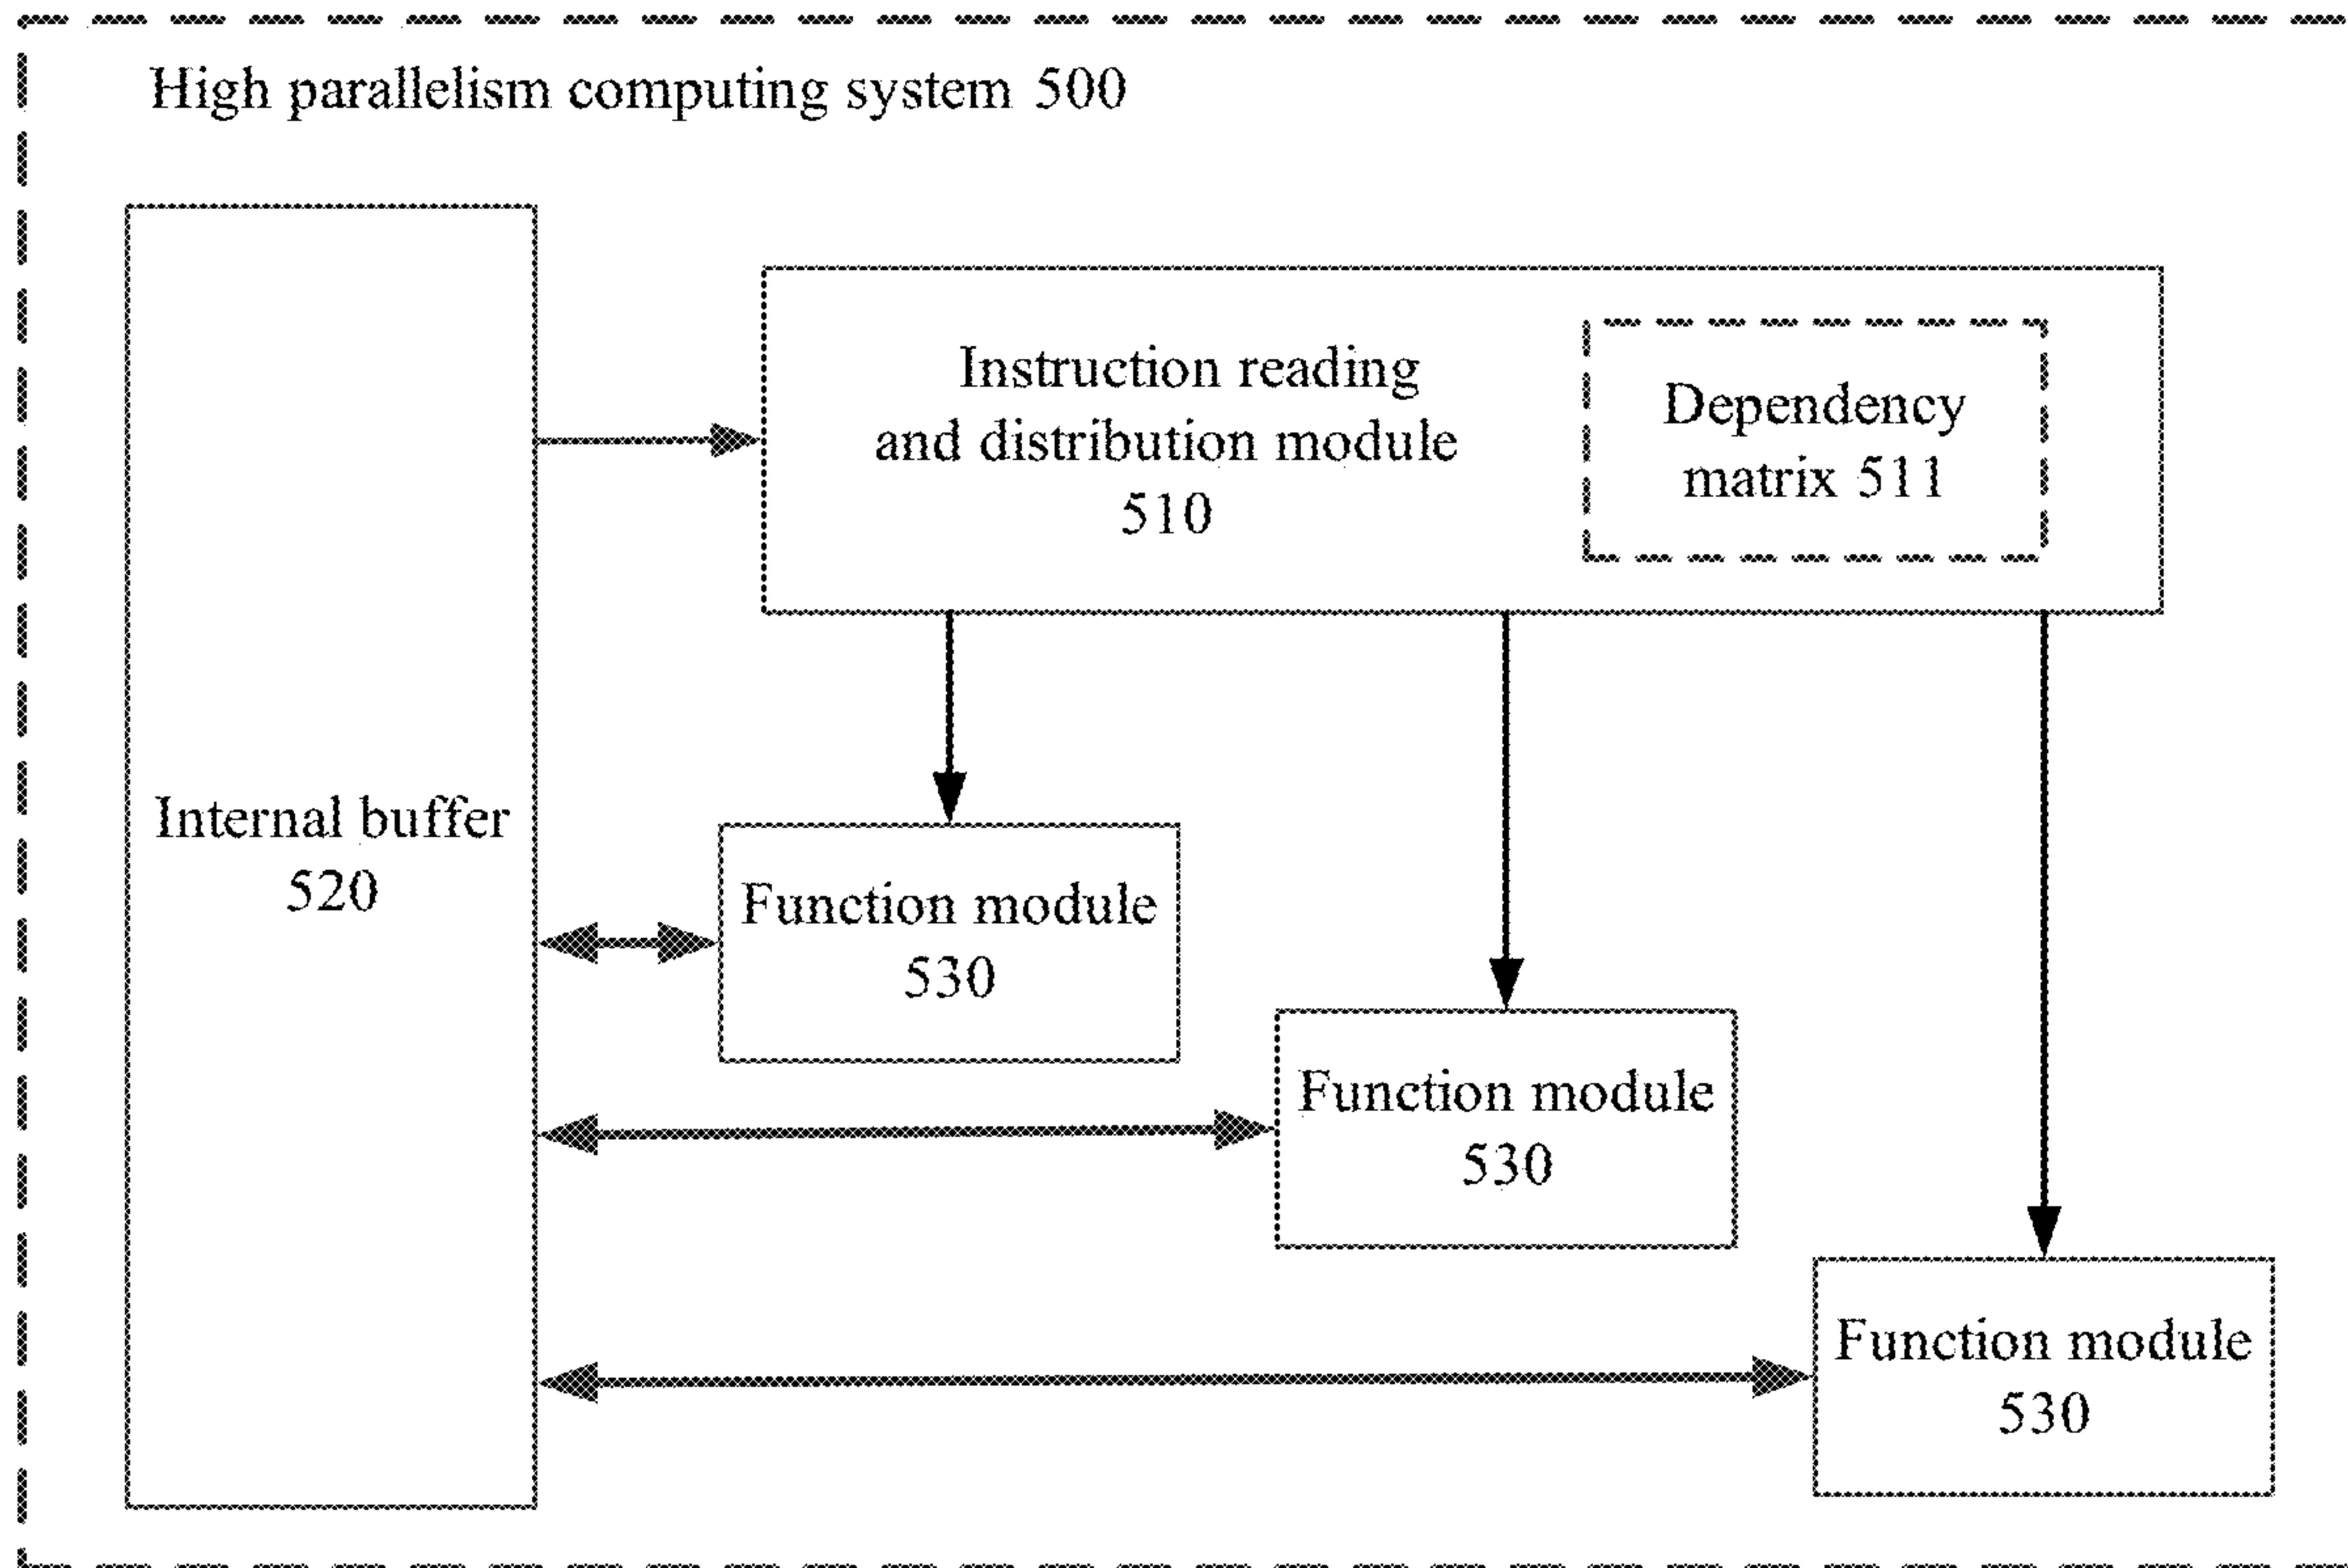 High parallelism computing system 500
Instruction reading
and distribution module
510
Dependency
matrix 511
Internal buffer
520
Function module
530
Function module
530
Function module
530